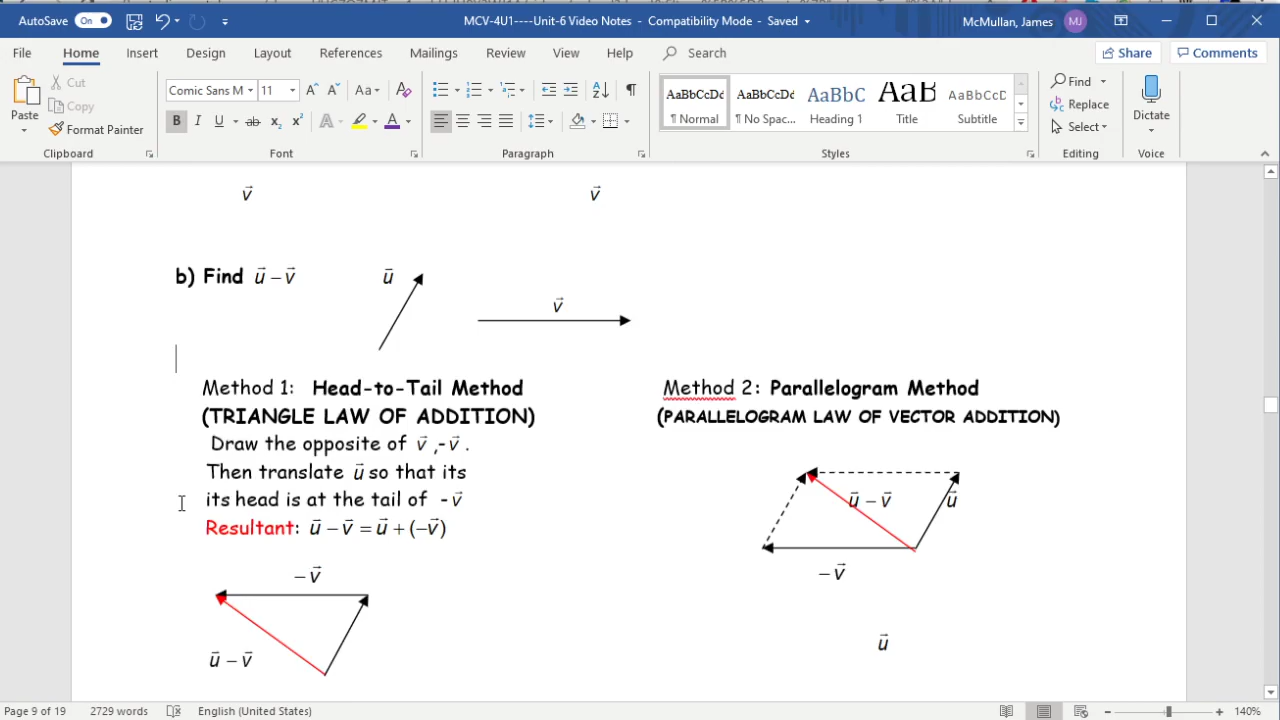 AutoSave On MCV-4U1----Unit-6 Video Notes - Compatibility Mode - Saved McMullan, James MJ
File Home Insert Design Layout References Mailings Review View Help Search Share Comments
Paste Cut Copy Format Painter
Comic Sans M 11 Aa
B I U ab x₂ x² A A
AaBbCcDd AaBbCcDd AaBbC AaB AaBbCcD
¶ Normal ¶ No Spac... Heading 1 Title Subtitle
Find Replace Select
Dictate
Clipboard Font Paragraph Styles Editing Voice
v⃗ v⃗
b) Find u⃗ – v⃗ u⃗
v⃗
Method 1: Head-to-Tail Method
(TRIANGLE LAW OF ADDITION)
Draw the opposite of v⃗ ,-v⃗ .
Then translate u⃗ so that its
its head is at the tail of -v⃗
Resultant: u⃗ – v⃗ = u⃗ + (–v⃗)
– v⃗
u⃗ – v⃗
Method 2: Parallelogram Method
(PARALLELOGRAM LAW OF VECTOR ADDITION)
u⃗ – v⃗ u⃗
– v⃗
u⃗
Page 9 of 19 2729 words English (United States) 140%